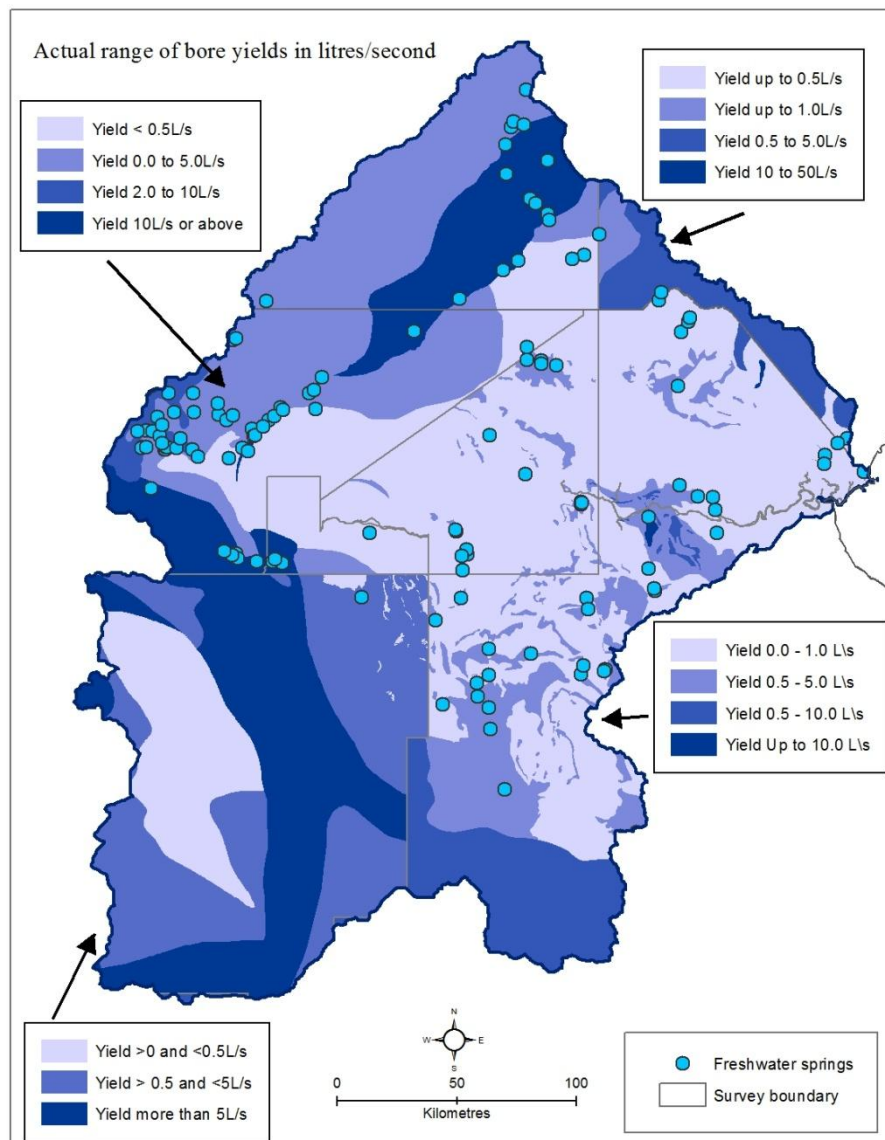 Actual range of bore yields in litres/second
Yield < 0.5L/s
Yield 0.0 to 5.0L/s
Yield 2.0 to 10L/s
Yield 10L/s or above
Yield up to 0.5L/s
Yield up to 1.0L/s
Yield 0.5 to 5.0L/s
Yield 10 to 50L/s
Yield 0.0 - 1.0 L\s
Yield 0.5 - 5.0 L\s
Yield 0.5 - 10.0 L\s
Yield Up to 10.0 L\s
Yield >0 and <0.5L/s
Yield > 0.5 and <5L/s
Yield more than 5L/s
N
W E
S
0 50 100
Kilometres
Freshwater springs
Survey boundary